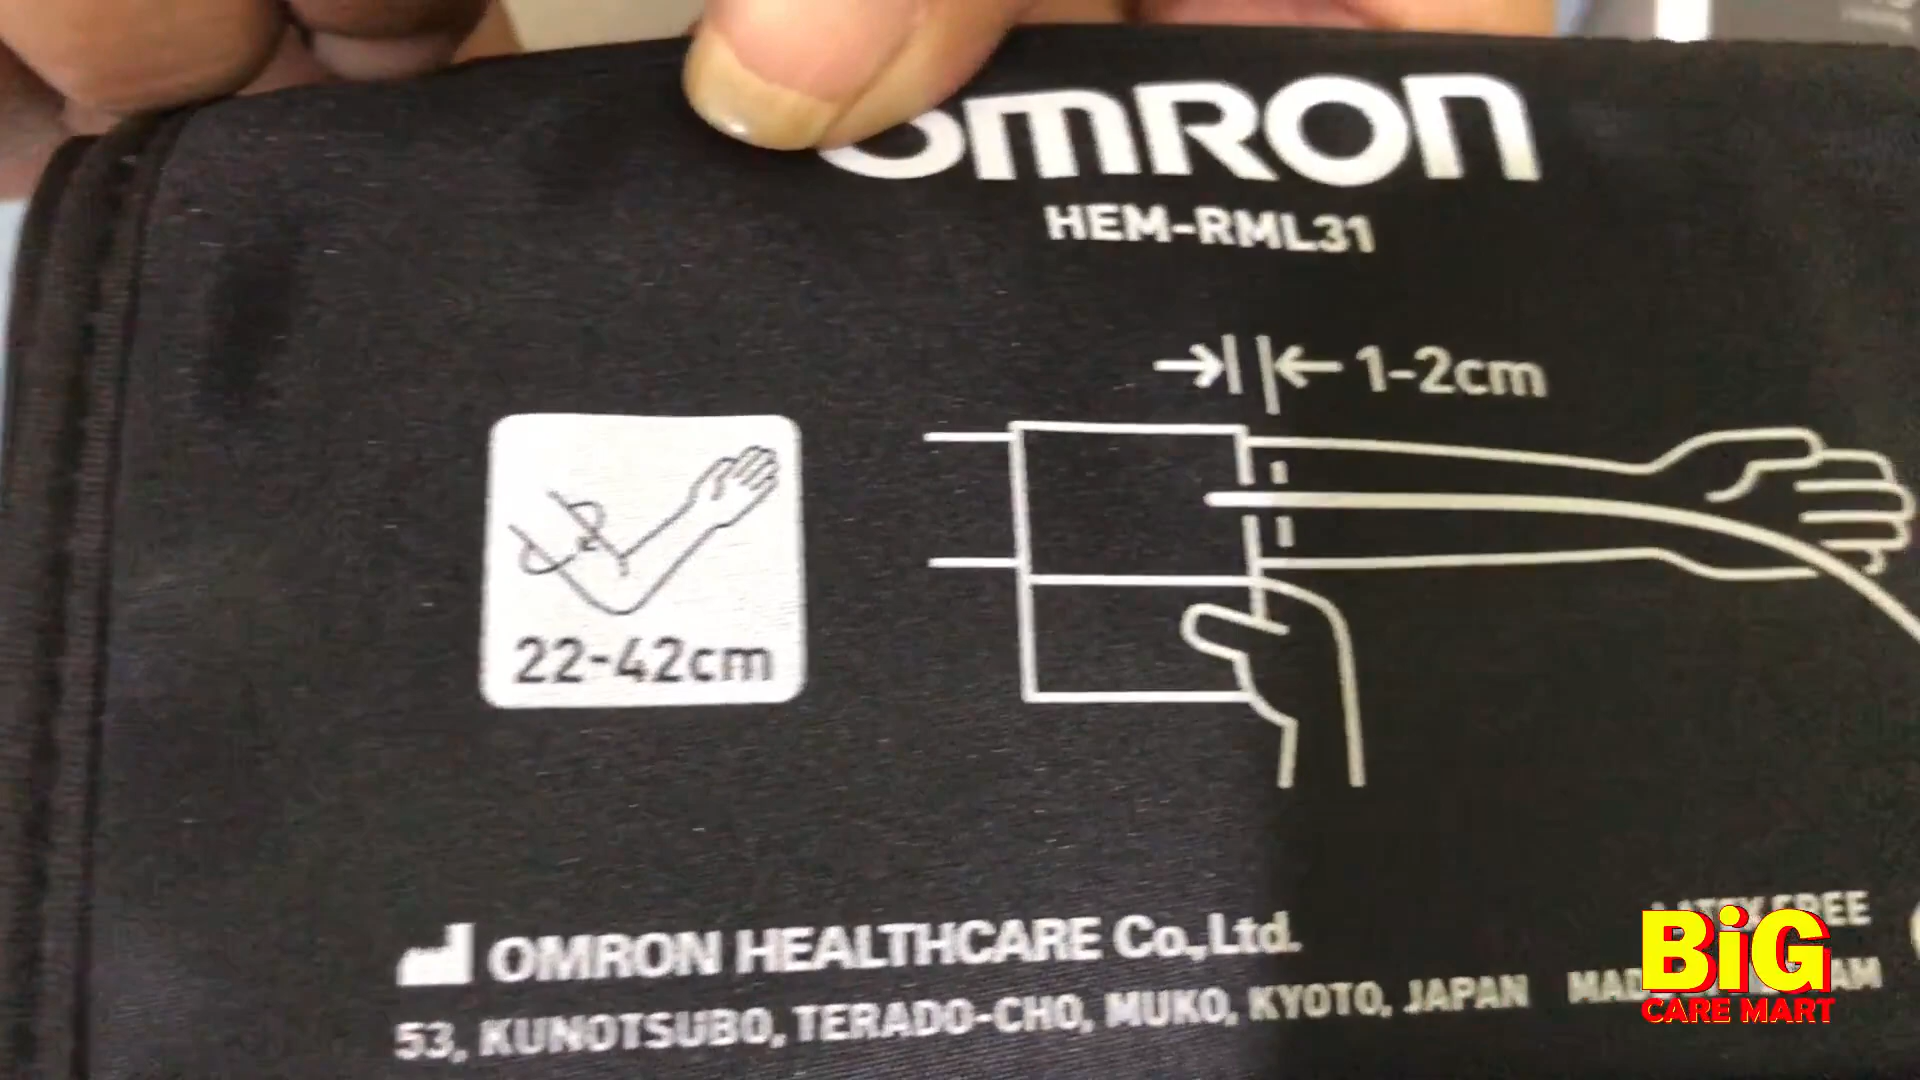 OMRON
HEM-RML31
1-2cm
22-42cm
OMRON HEALTHCARE Co.,Ltd.
FREE
53, KUNOTSUBO, TERADO-CHO, MUKO, KYOTO, JAPAN
BiG
CARE MART